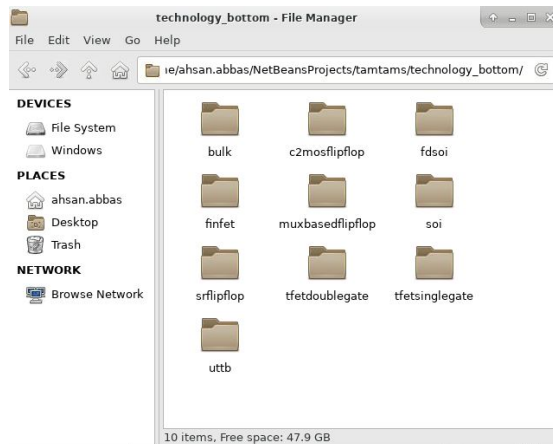 technology_bottom - File Manager
File Edit View Go Help
ıe/ahsan.abbas/NetBeansProjects/tamtams/technology_bottom/
DEVICES
File System
Windows
PLACES
ahsan.abbas
Desktop
Trash
NETWORK
Browse Network
bulk c2mosflipflop fdsoi
finfet muxbasedflipflop soi
srflipflop tfetdoublegate tfetsinglegate
uttb
10 items, Free space: 47.9 GB